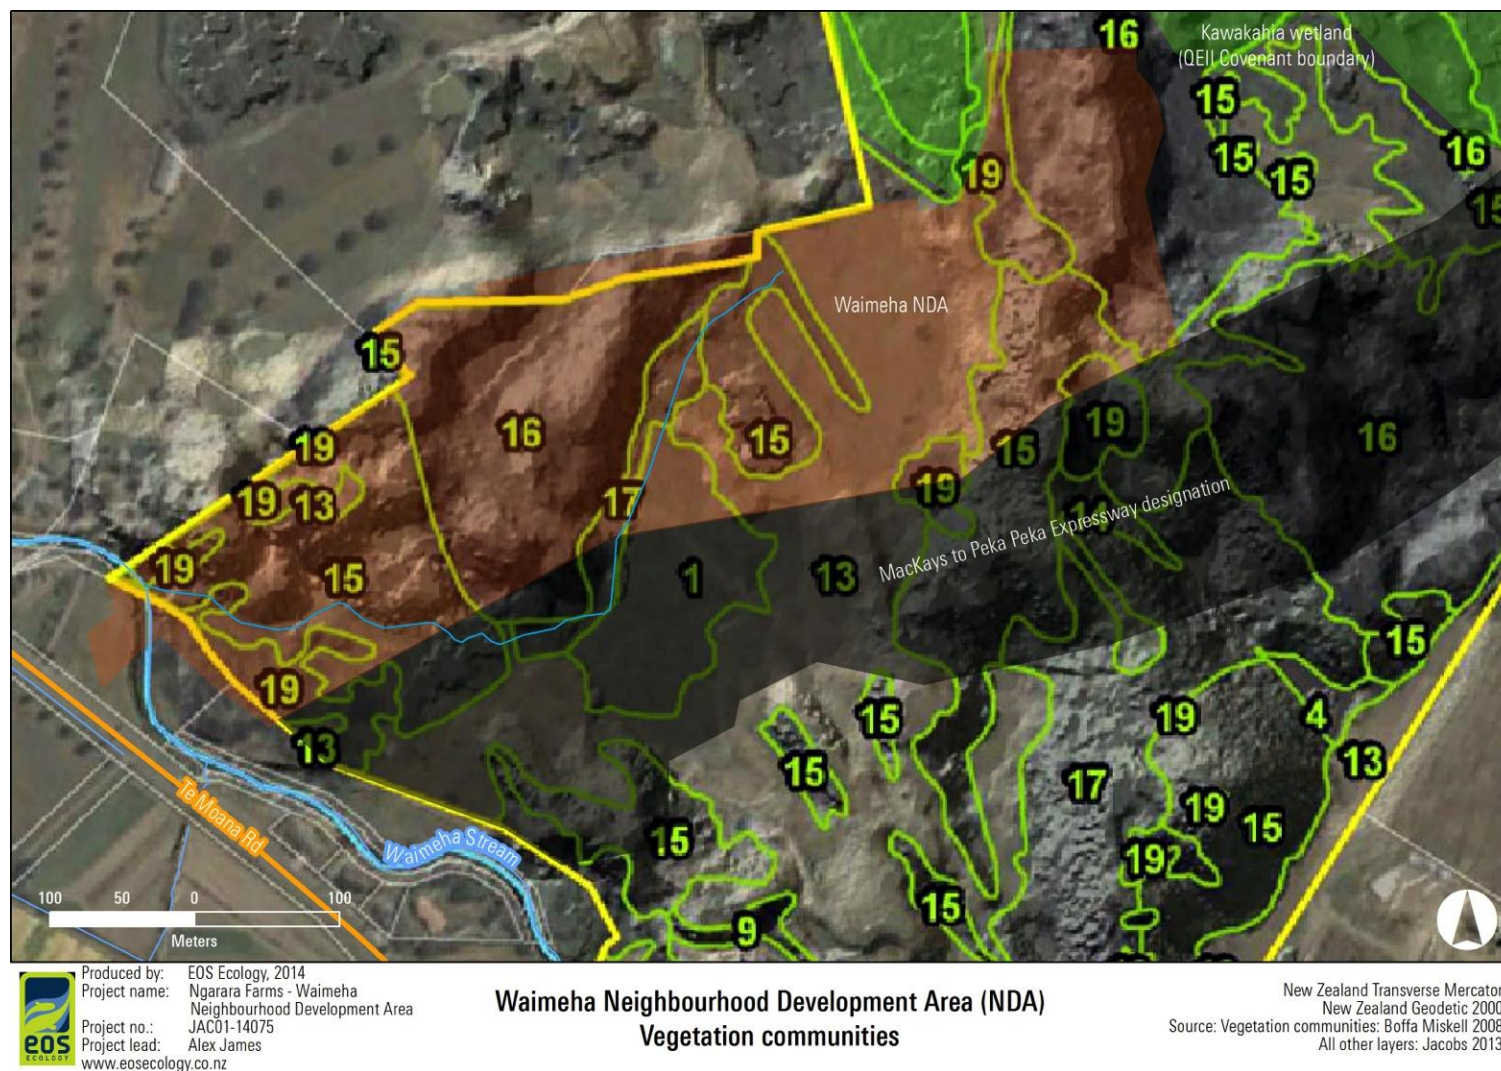 16
Kawakahia wetland
(QEII Covenant boundary)
15
16
15
15
19
15
Waimeha NDA
15
16
19
16
15
19
15
19
13
17
19
MacKays to Peka Peka Expressway designation
19
15
1
13
15
19
15
19
4
13
13
15
17
19
15
Te Moana Rd
Waimeha Stream
15
19
15
9
100 50 0 100
Meters
eos
ECOLOGY
Produced by: EOS Ecology, 2014
Project name: Ngarara Farms - Waimeha
Neighbourhood Development Area
Project no.: JAC01-14075
Project lead: Alex James
www.eosecology.co.nz
Waimeha Neighbourhood Development Area (NDA)
Vegetation communities
New Zealand Transverse Mercator
New Zealand Geodetic 2000
Source: Vegetation communities: Boffa Miskell 2008
All other layers: Jacobs 2013